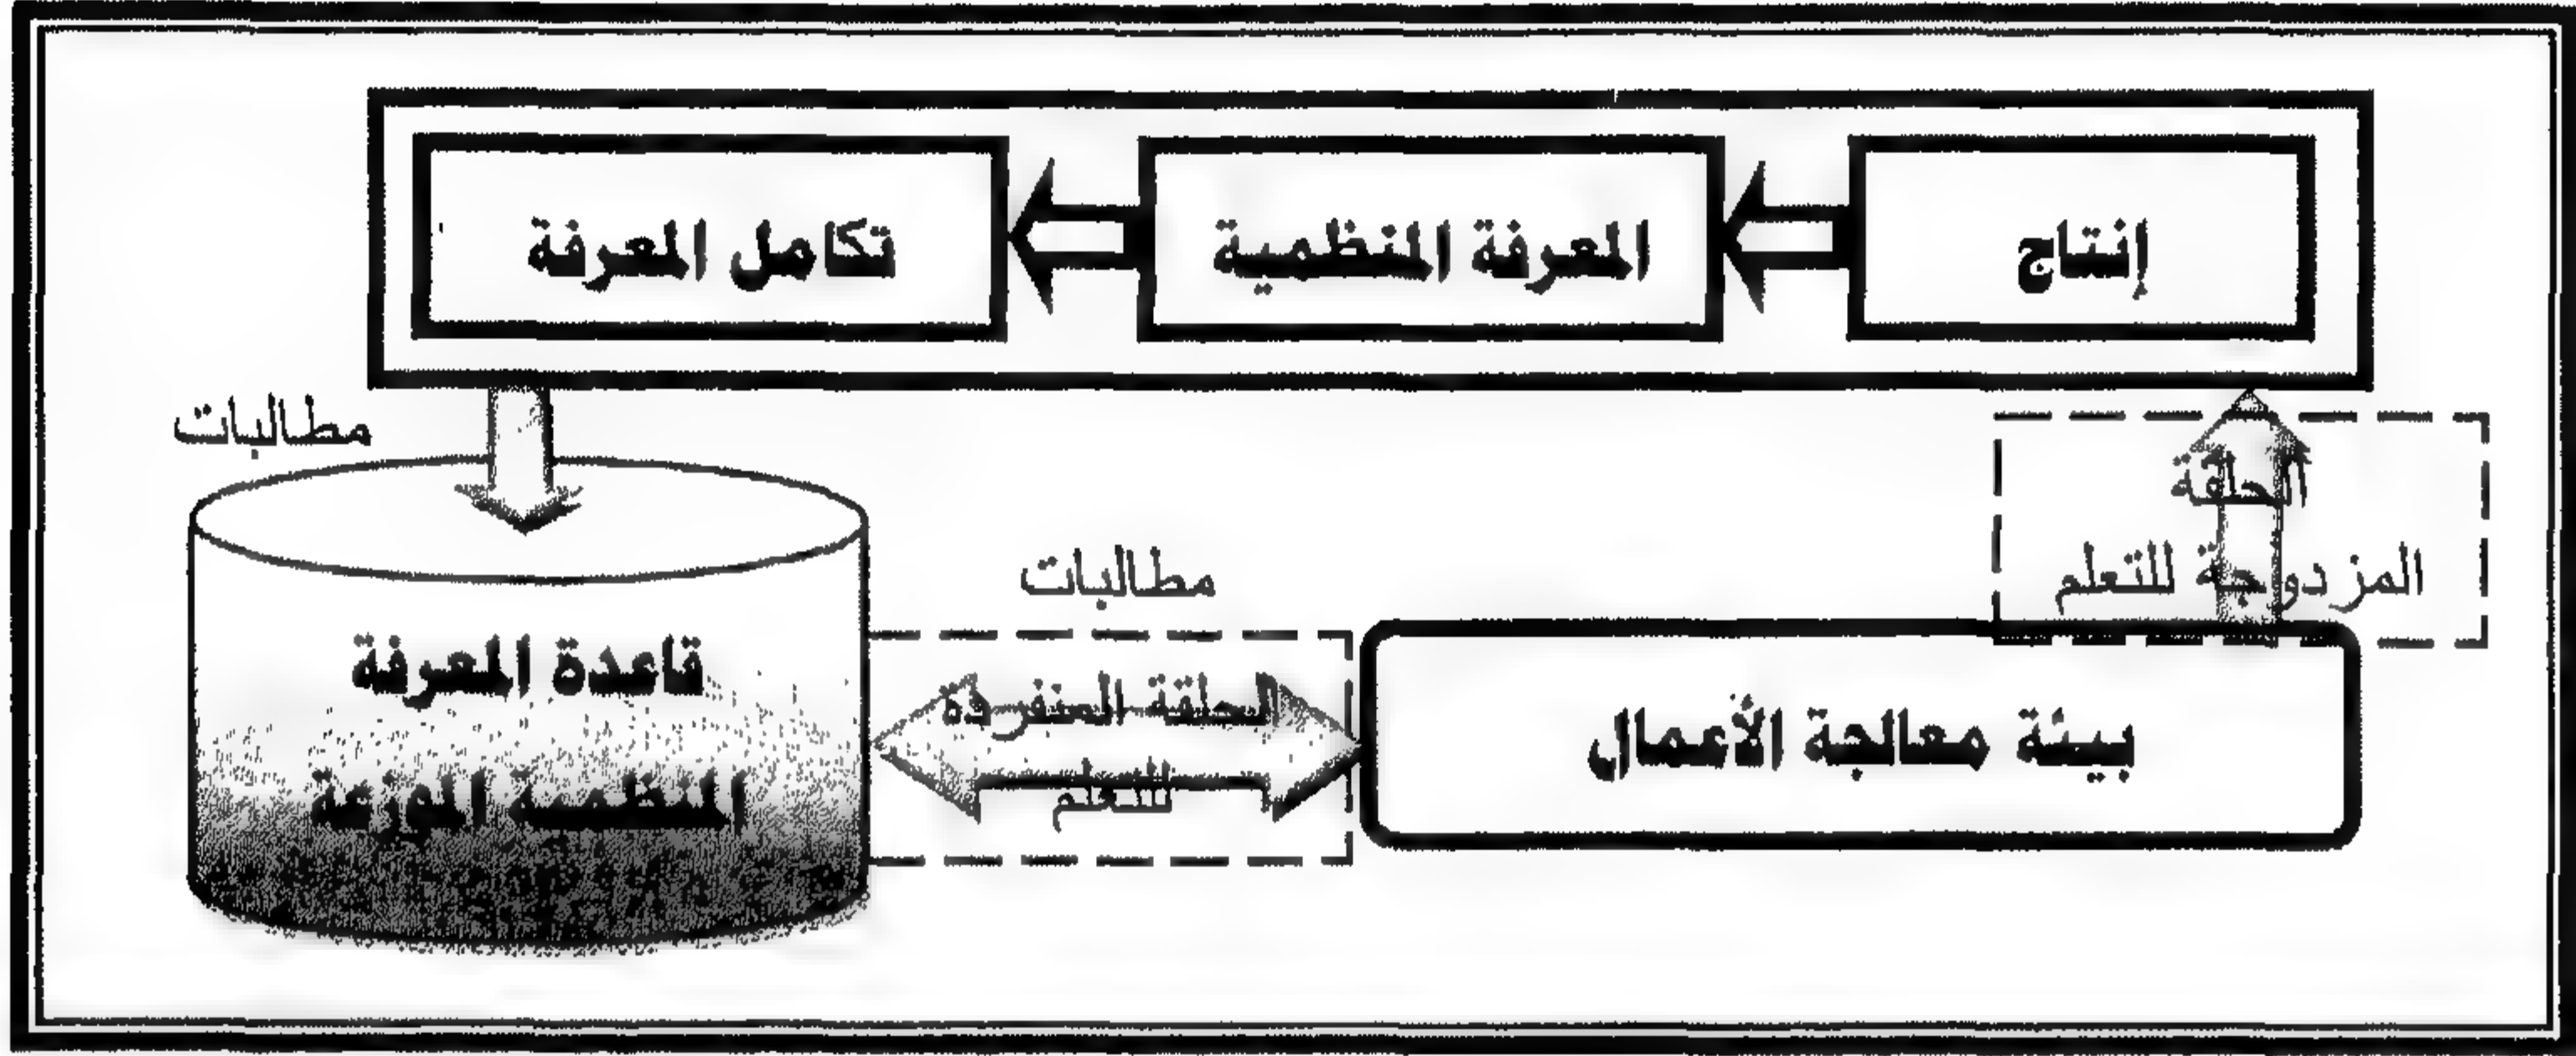 إنتاج
المعرفة المنظمية
تكامل المعرفة
مطالبات
الحلقة
المزدوجة للتعلم
مطالبات
قاعدة المعرفة
المنظمية الموزعة
الحلقة المنفردة
للتعلم
بيئة معالجة الأعمال